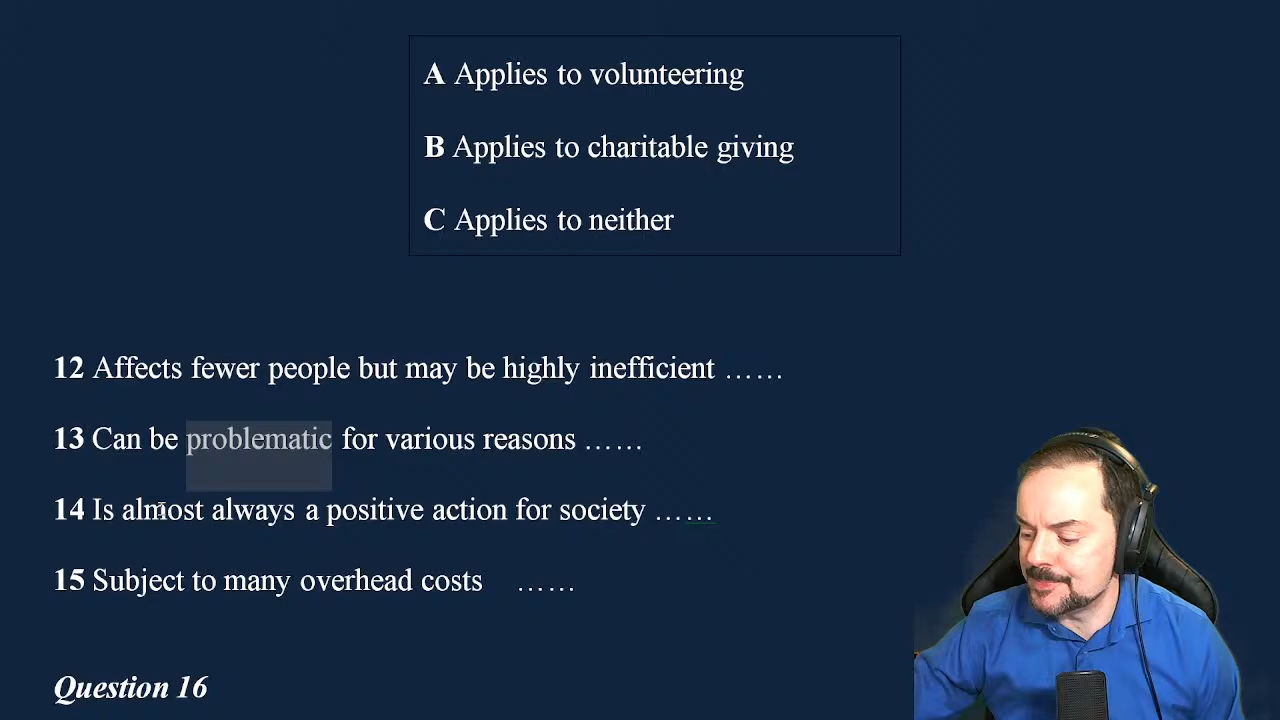 A Applies to volunteering
B Applies to charitable giving
C Applies to neither
12 Affects fewer people but may be highly inefficient ……
13 Can be problematic for various reasons ……
14 Is almost always a positive action for society ……
15 Subject to many overhead costs ……
Question 16